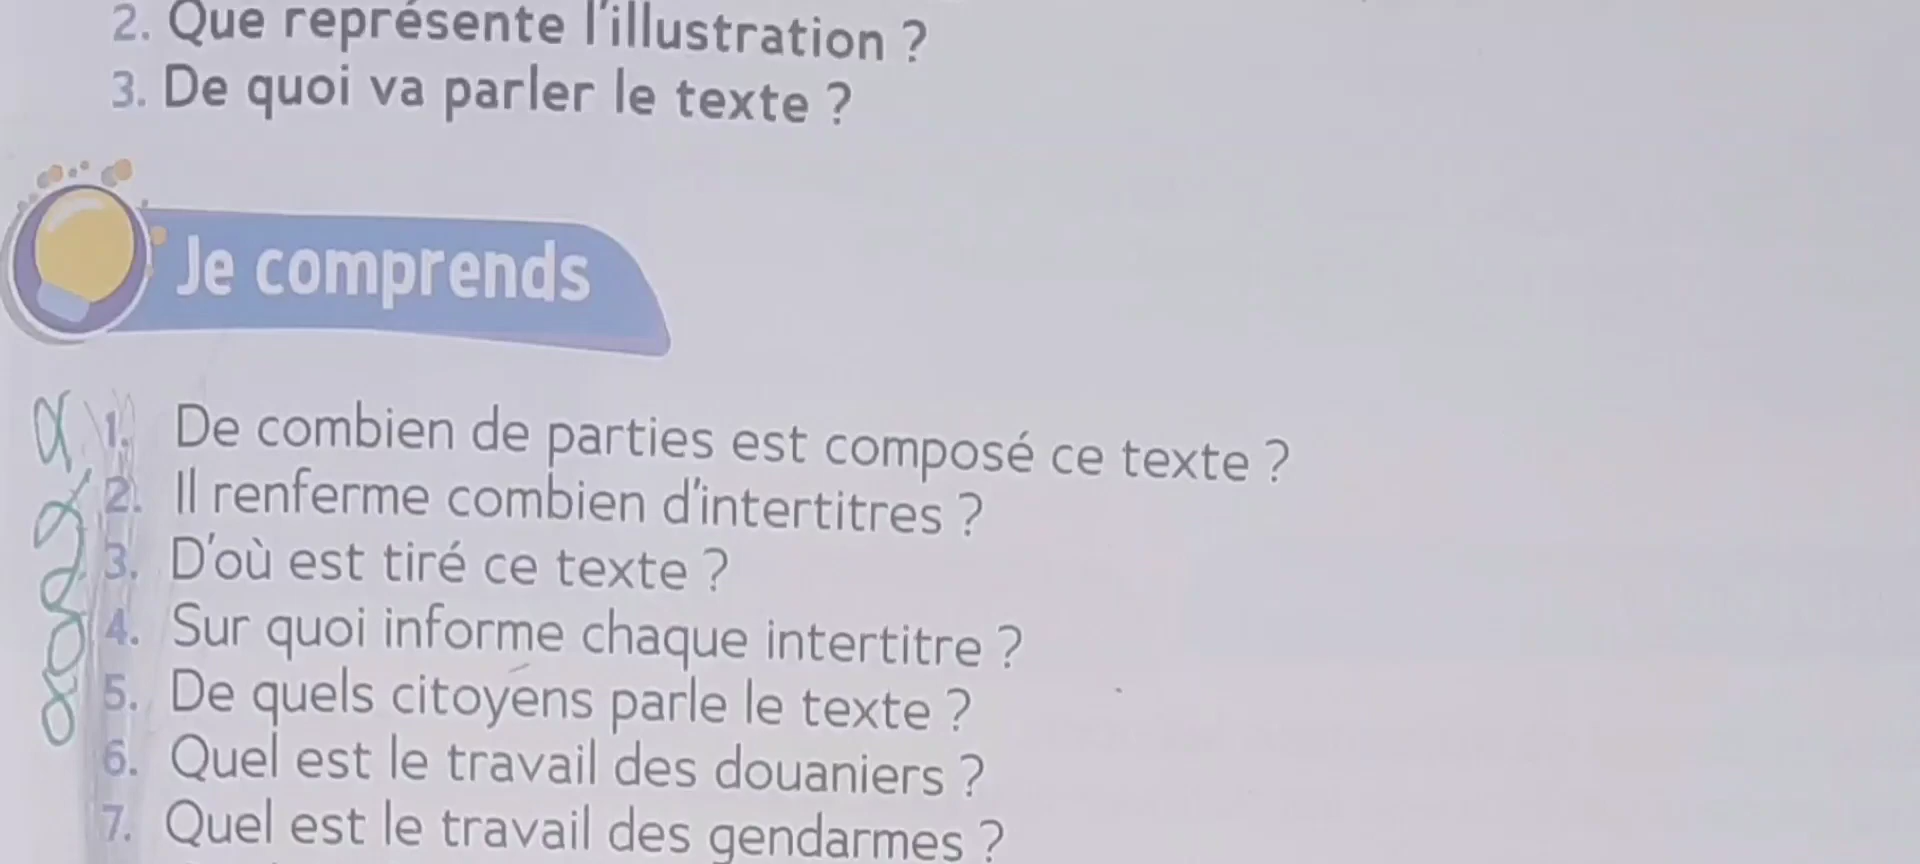 2. Que représente l'illustration ?
3. De quoi va parler le texte ?
Je comprends
1. De combien de parties est composé ce texte ?
2. Il renferme combien d'intertitres ?
3. D'où est tiré ce texte ?
4. Sur quoi informe chaque intertitre ?
5. De quels citoyens parle le texte ?
6. Quel est le travail des douaniers ?
7. Quel est le travail des gendarmes ?